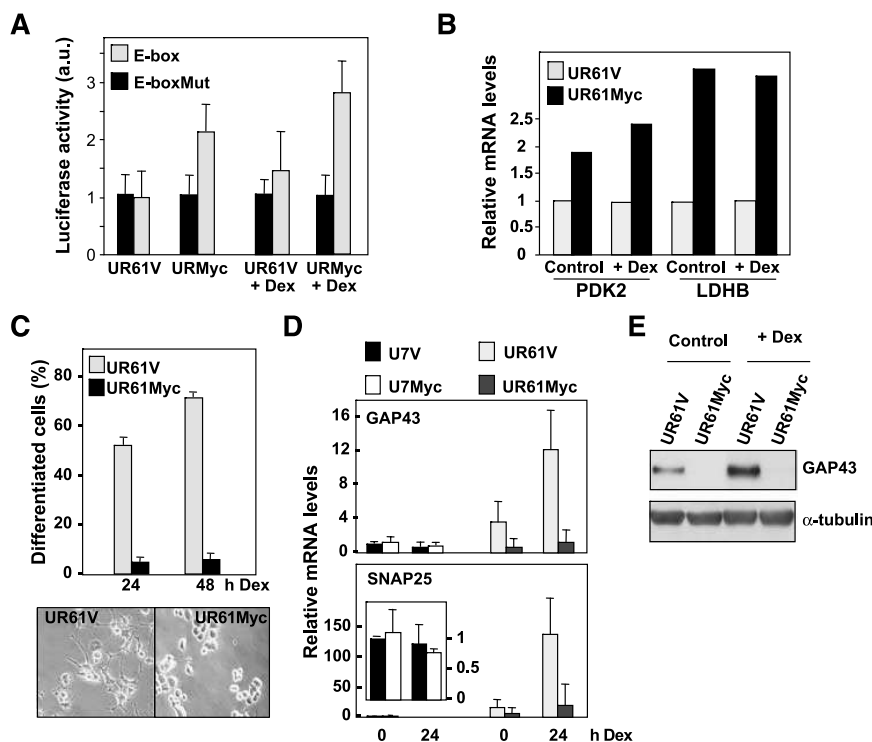 A
Luciferase activity (a.u.)
3
2
1
0
E-box
E-boxMut
UR61V
URMyc
UR61V
+ Dex
URMyc
+ Dex
B
Relative mRNA levels
2.5
2
1.5
1
0.5
0
UR61V
UR61Myc
Control + Dex Control + Dex
PDK2 LDHB
C
Differentiated cells (%)
80
60
40
20
0
UR61V
UR61Myc
24 48 h Dex
UR61V UR61Myc
D
U7V UR61V
U7Myc UR61Myc
Relative mRNA levels
GAP43
16
12
8
4
0
SNAP25
150
100
50
0
1
0.5
0
0 24 0 24 h Dex
E
Control + Dex
UR61V UR61Myc UR61V UR61Myc
GAP43
α-tubulin